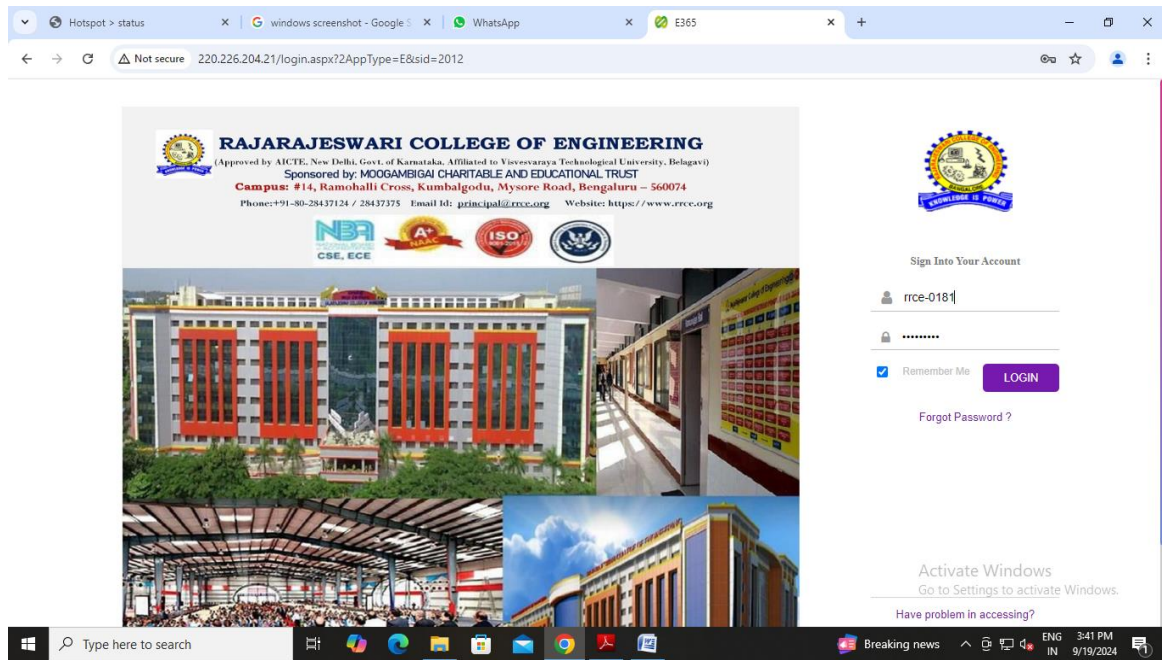 Hotspot > status
windows screenshot - Google S
WhatsApp
E365
Not secure
220.226.204.21/login.aspx?2AppType=E&sid=2012
RAJARAJESWARI COLLEGE OF ENGINEERING
(Approved by AICTE, New Delhi, Govt. of Karnataka, Affiliated to Visvesvaraya Technological University, Belagavi)
Sponsored by: MOOGAMBIGAI CHARITABLE AND EDUCATIONAL TRUST
Campus: #14, Ramohalli Cross, Kumbalgodu, Mysore Road, Bengaluru – 560074
Phone:+91-80-28437124 / 28437375 Email Id: principal@rrce.org Website: https://www.rrce.org
NBA
CSE, ECE
A+
NAAC
ISO
BANGALORE
KNOWLEDGE IS POWER
Sign Into Your Account
rrce-0181
•••••••••
Remember Me
LOGIN
Forgot Password ?
Activate Windows
Go to Settings to activate Windows.
Have problem in accessing?
Type here to search
Breaking news
ENG
IN
3:41 PM
9/19/2024
1